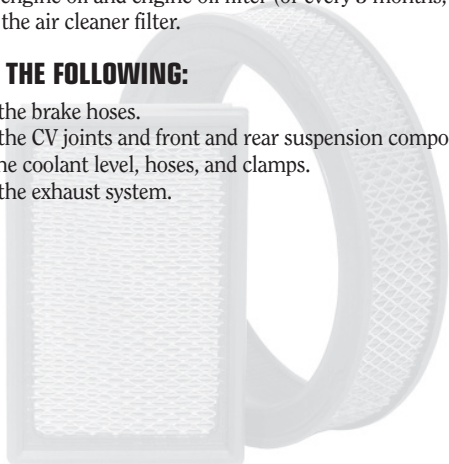 engine oil and engine oil filter (or every 3 months,
the air cleaner filter.
THE FOLLOWING:
the brake hoses.
the CV joints and front and rear suspension compo
he coolant level, hoses, and clamps.
the exhaust system.